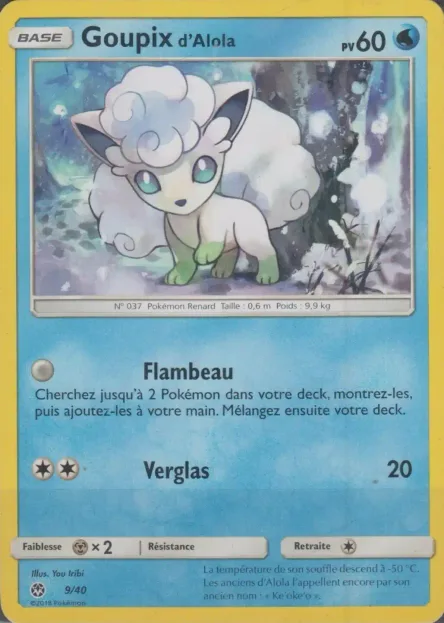 BASE Goupix d'Alola PV60
N° 037 Pokémon Renard Taille : 0,6 m Poids : 9,9 kg
Flambeau
Cherchez jusqu'à 2 Pokémon dans votre deck, montrez-les,
puis ajoutez-les à votre main. Mélangez ensuite votre deck.
Verglas 20
Faiblesse ×2 Résistance Retraite
Illus. You Iribi
9/40
©2018 Pokémon
La température de son souffle descend à -50 °C.
Les anciens d'Alola l'appellent encore par son
ancien nom : « Ke'oke'o ».